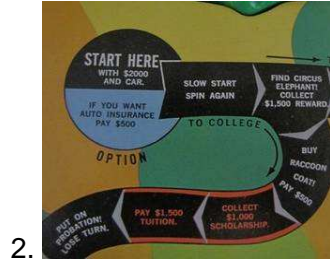 START HERE
WITH $2000
AND CAR.
IF YOU WANT
AUTO INSURANCE
PAY $500
OPTION
SLOW START
SPIN AGAIN
FIND CIRCUS
ELEPHANT!
COLLECT
$1,500 REWARD.
TO COLLEGE
BUY
RACCOON
COAT!
PAY $500
COLLECT
$1,000
SCHOLARSHIP.
PAY $1,500
TUITION.
PUT ON
PROBATION!
LOSE TURN.
2.